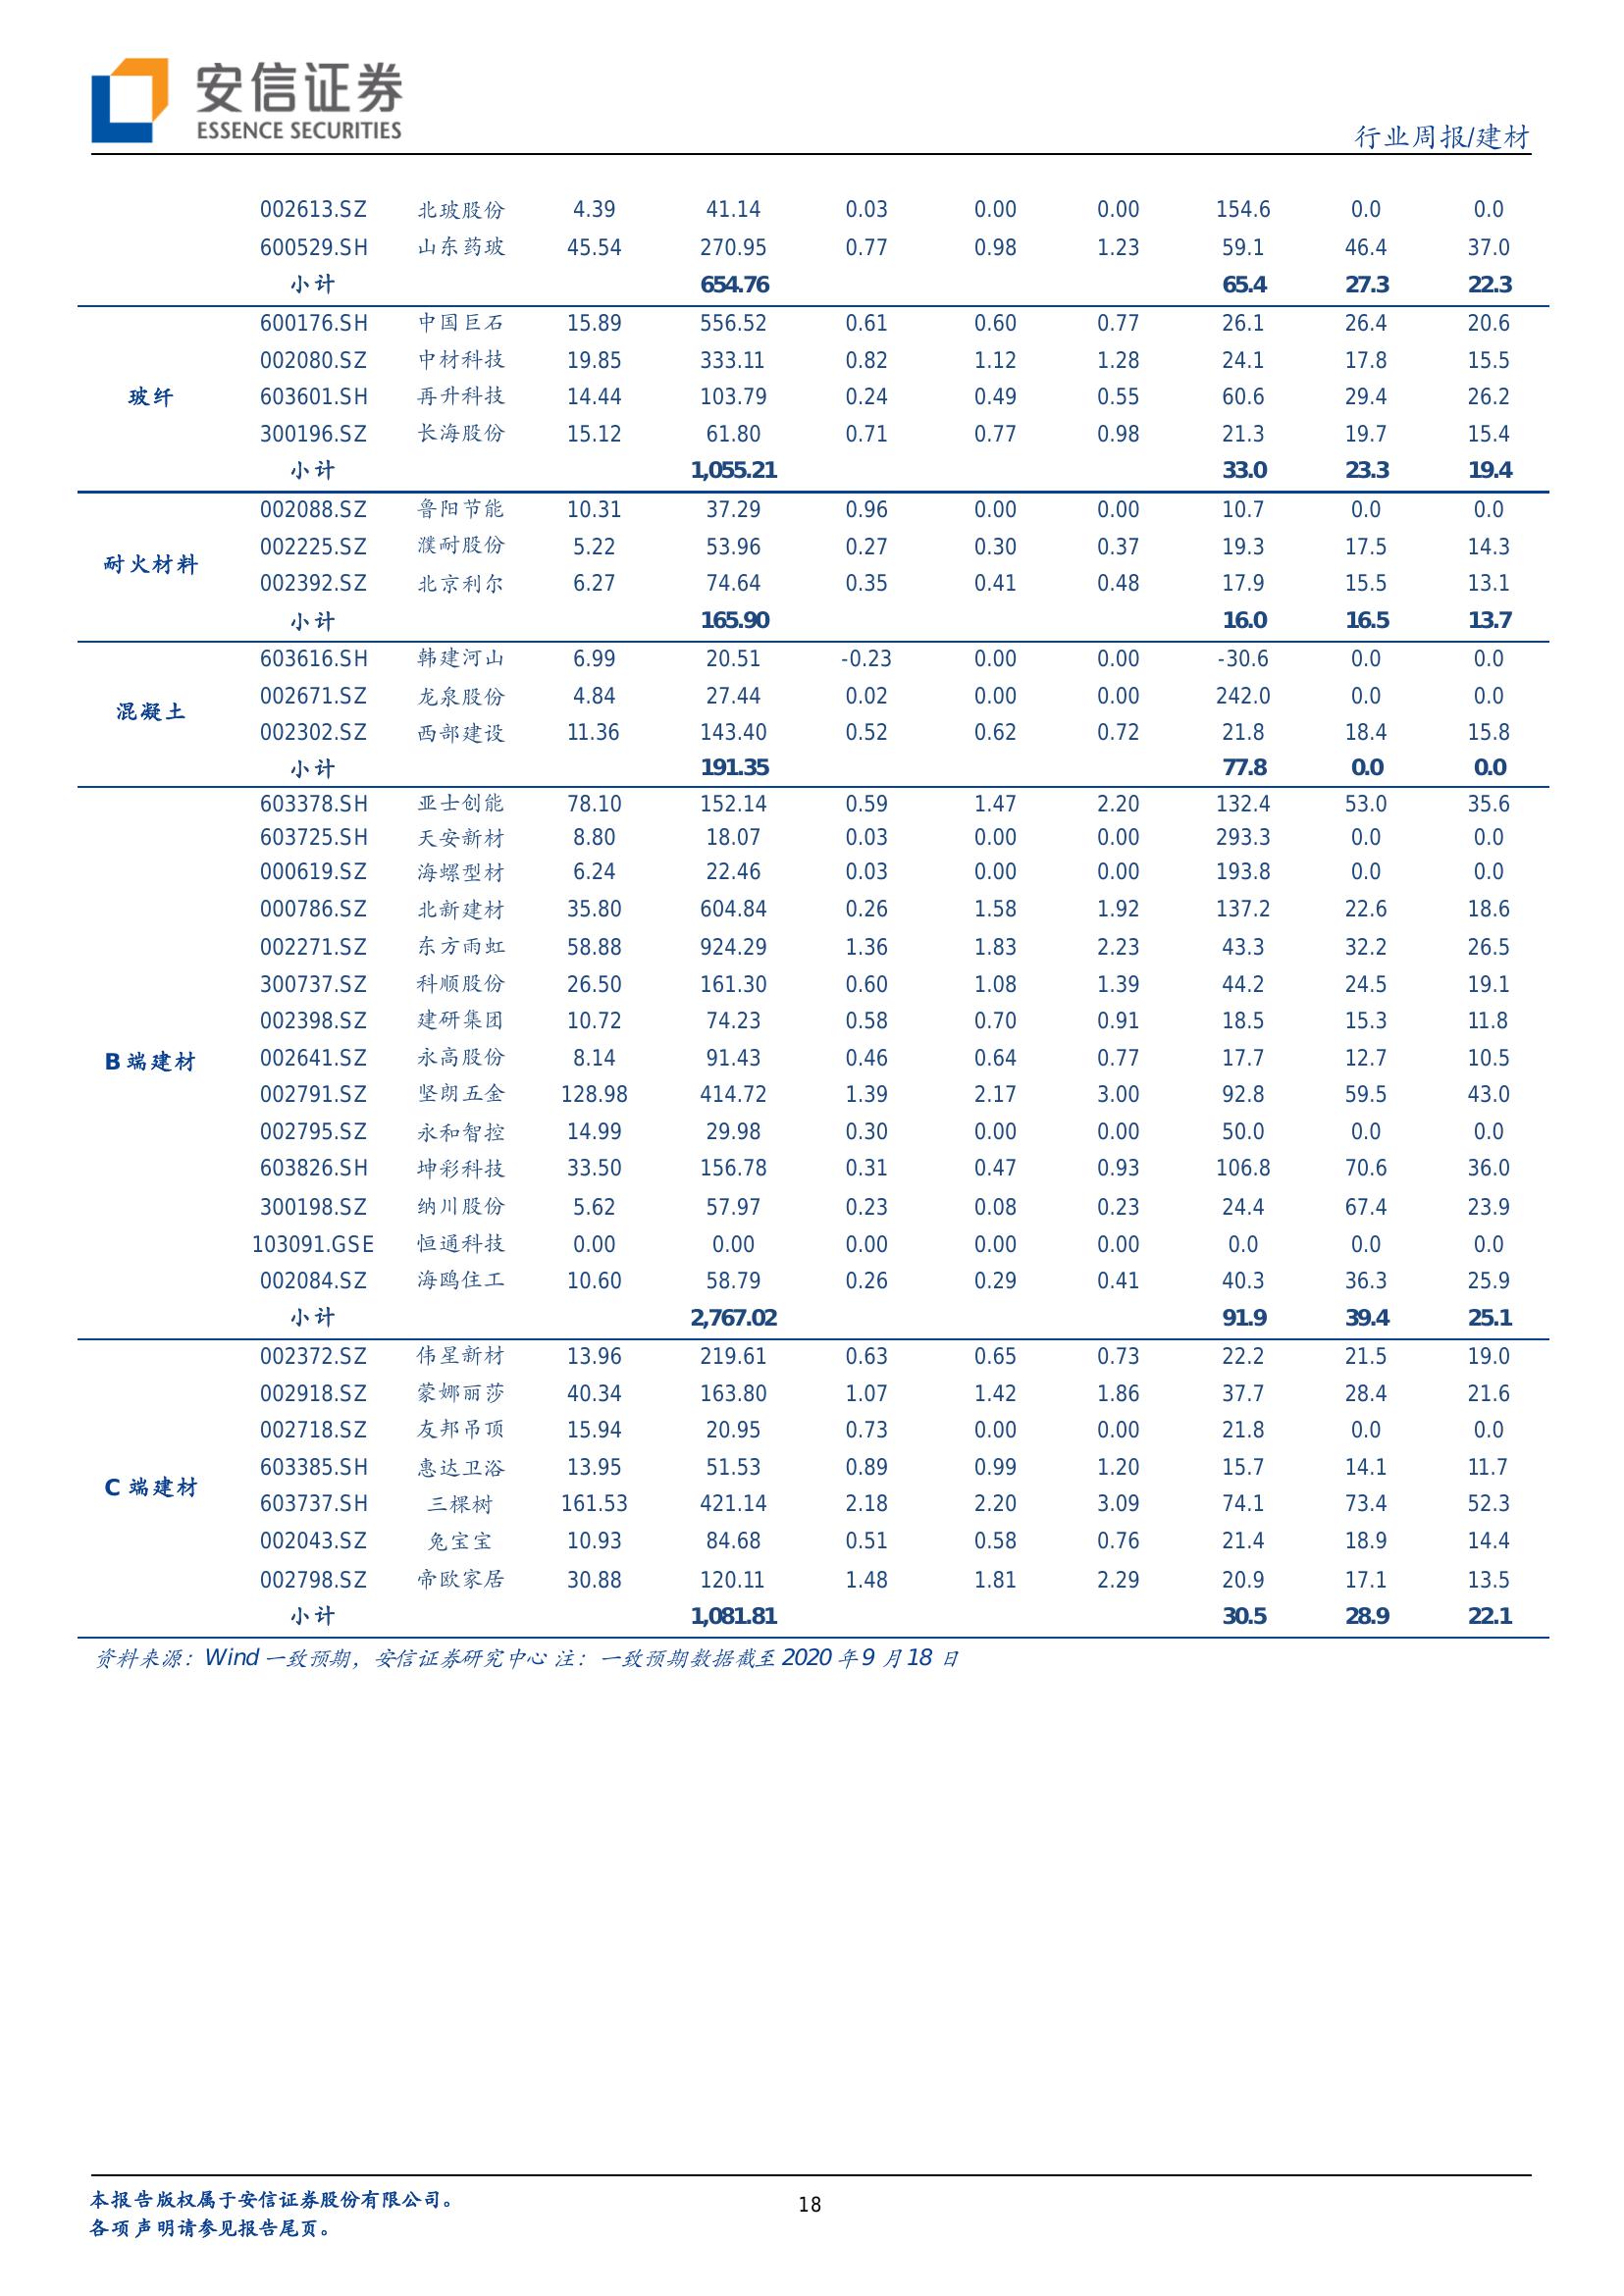 安信证券
ESSENCE SECURITIES
行业周报/建材
002613.SZ 北玻股份 4.39 41.14 0.03 0.00 0.00 154.6 0.0 0.0
600529.SH 山东药玻 45.54 270.95 0.77 0.98 1.23 59.1 46.4 37.0
小计 654.76 65.4 27.3 22.3
600176.SH 中国巨石 15.89 556.52 0.61 0.60 0.77 26.1 26.4 20.6
002080.SZ 中材科技 19.85 333.11 0.82 1.12 1.28 24.1 17.8 15.5
玻纤 603601.SH 再升科技 14.44 103.79 0.24 0.49 0.55 60.6 29.4 26.2
300196.SZ 长海股份 15.12 61.80 0.71 0.77 0.98 21.3 19.7 15.4
小计 1,055.21 33.0 23.3 19.4
002088.SZ 鲁阳节能 10.31 37.29 0.96 0.00 0.00 10.7 0.0 0.0
耐火材料 002225.SZ 濮耐股份 5.22 53.96 0.27 0.30 0.37 19.3 17.5 14.3
002392.SZ 北京利尔 6.27 74.64 0.35 0.41 0.48 17.9 15.5 13.1
小计 165.90 16.0 16.5 13.7
603616.SH 韩建河山 6.99 20.51 -0.23 0.00 0.00 -30.6 0.0 0.0
混凝土 002671.SZ 龙泉股份 4.84 27.44 0.02 0.00 0.00 242.0 0.0 0.0
002302.SZ 西部建设 11.36 143.40 0.52 0.62 0.72 21.8 18.4 15.8
小计 191.35 77.8 0.0 0.0
603378.SH 亚士创能 78.10 152.14 0.59 1.47 2.20 132.4 53.0 35.6
603725.SH 天安新材 8.80 18.07 0.03 0.00 0.00 293.3 0.0 0.0
000619.SZ 海螺型材 6.24 22.46 0.03 0.00 0.00 193.8 0.0 0.0
000786.SZ 北新建材 35.80 604.84 0.26 1.58 1.92 137.2 22.6 18.6
002271.SZ 东方雨虹 58.88 924.29 1.36 1.83 2.23 43.3 32.2 26.5
300737.SZ 科顺股份 26.50 161.30 0.60 1.08 1.39 44.2 24.5 19.1
002398.SZ 建研集团 10.72 74.23 0.58 0.70 0.91 18.5 15.3 11.8
B 端建材 002641.SZ 永高股份 8.14 91.43 0.46 0.64 0.77 17.7 12.7 10.5
002791.SZ 坚朗五金 128.98 414.72 1.39 2.17 3.00 92.8 59.5 43.0
002795.SZ 永和智控 14.99 29.98 0.30 0.00 0.00 50.0 0.0 0.0
603826.SH 坤彩科技 33.50 156.78 0.31 0.47 0.93 106.8 70.6 36.0
300198.SZ 纳川股份 5.62 57.97 0.23 0.08 0.23 24.4 67.4 23.9
103091.GSE 恒通科技 0.00 0.00 0.00 0.00 0.00 0.0 0.0 0.0
002084.SZ 海鸥住工 10.60 58.79 0.26 0.29 0.41 40.3 36.3 25.9
小计 2,767.02 91.9 39.4 25.1
002372.SZ 伟星新材 13.96 219.61 0.63 0.65 0.73 22.2 21.5 19.0
002918.SZ 蒙娜丽莎 40.34 163.80 1.07 1.42 1.86 37.7 28.4 21.6
002718.SZ 友邦吊顶 15.94 20.95 0.73 0.00 0.00 21.8 0.0 0.0
C 端建材 603385.SH 惠达卫浴 13.95 51.53 0.89 0.99 1.20 15.7 14.1 11.7
603737.SH 三棵树 161.53 421.14 2.18 2.20 3.09 74.1 73.4 52.3
002043.SZ 兔宝宝 10.93 84.68 0.51 0.58 0.76 21.4 18.9 14.4
002798.SZ 帝欧家居 30.88 120.11 1.48 1.81 2.29 20.9 17.1 13.5
小计 1,081.81 30.5 28.9 22.1
资料来源：Wind 一致预期，安信证券研究中心 注：一致预期数据截至 2020 年 9 月 18 日
本报告版权属于安信证券股份有限公司。
各项声明请参见报告尾页。
18